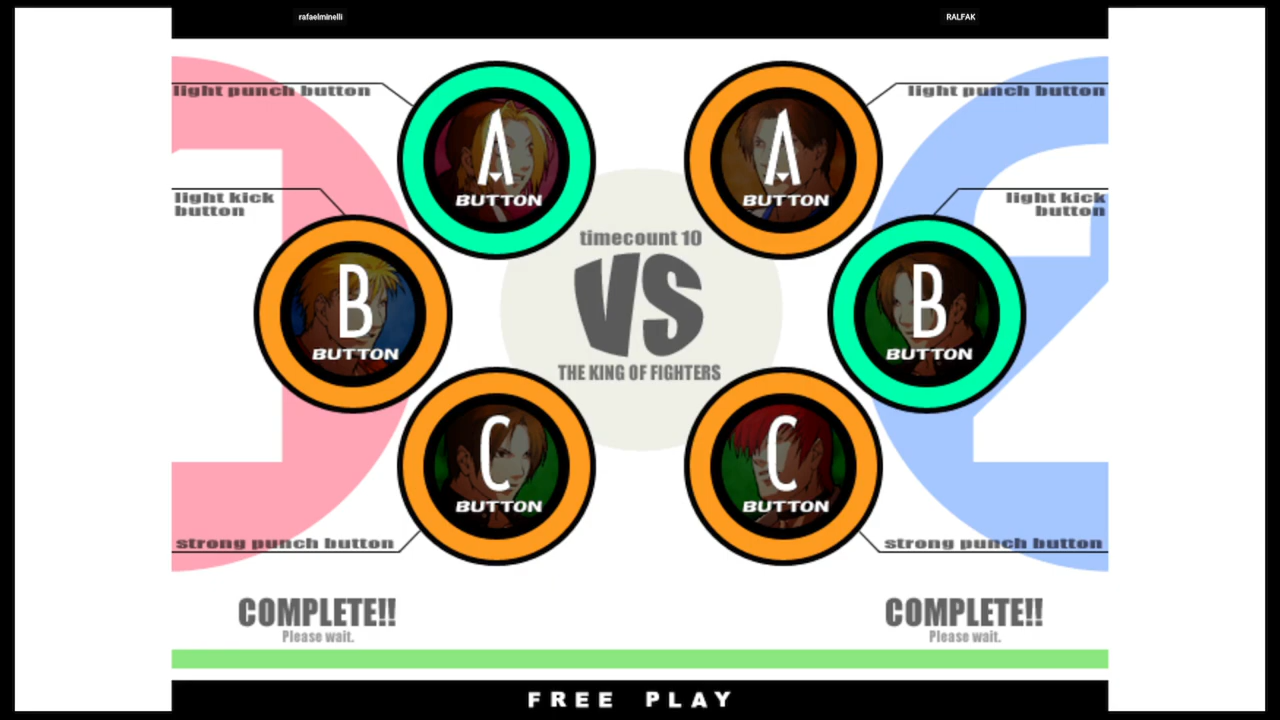 rafaelminelli
RALFAK
light punch button
light punch button
A
BUTTON
A
BUTTON
light kick
button
light kick
button
timecount 10
VS
THE KING OF FIGHTERS
B
BUTTON
B
BUTTON
C
BUTTON
C
BUTTON
strong punch button
strong punch button
COMPLETE!!
Please wait.
COMPLETE!!
Please wait.
FREE PLAY